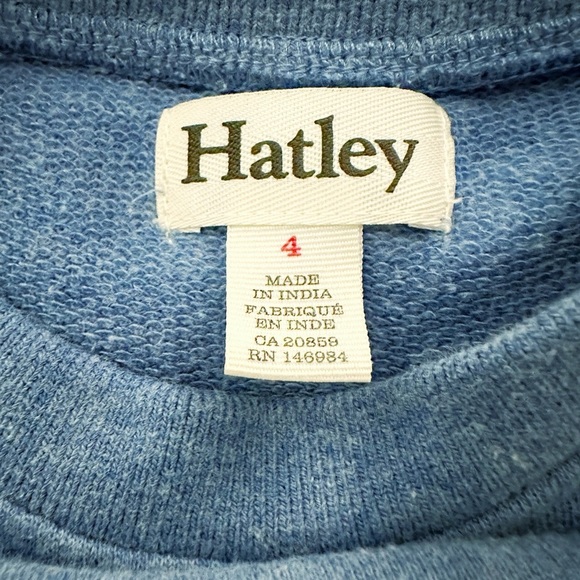 Hatley
4
MADE
IN INDIA
FABRIQUÉ
EN INDE
CA 20859
RN 146984